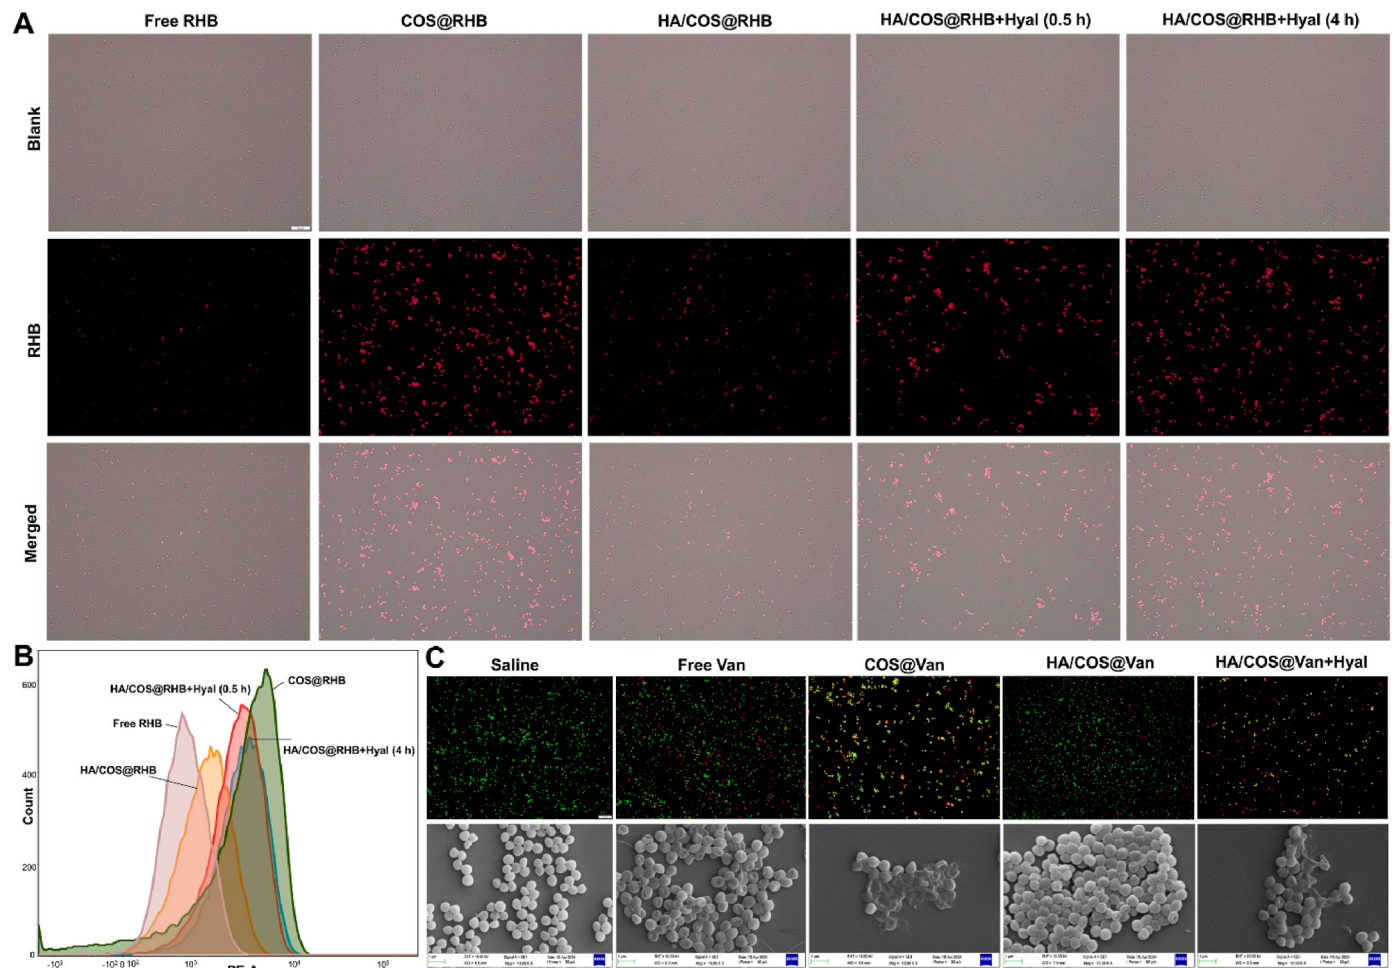 A
Free RHB
COS@RHB
HA/COS@RHB
HA/COS@RHB+Hyal (0.5 h)
HA/COS@RHB+Hyal (4 h)
Blank
RHB
Merged
B
COS@RHB
HA/COS@RHB+Hyal (0.5 h)
Free RHB
HA/COS@RHB+Hyal (4 h)
HA/COS@RHB
Count
600
400
200
0
-10³
-10² 0 10²
10³
10⁴
10⁵
C
Saline
Free Van
COS@Van
HA/COS@Van
HA/COS@Van+Hyal